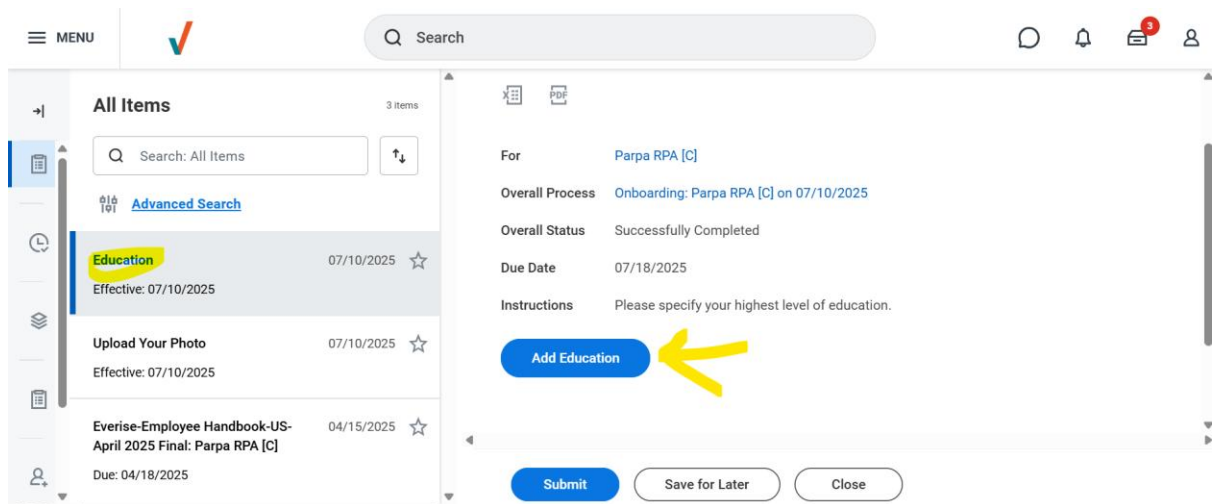 MENU
Search
3
All Items
3 items
Search: All Items
Advanced Search
Education
07/10/2025
Effective: 07/10/2025
Upload Your Photo
07/10/2025
Effective: 07/10/2025
Everise-Employee Handbook-US-
04/15/2025
April 2025 Final: Parpa RPA [C]
Due: 04/18/2025
X
PDF
For Parpa RPA [C]
Overall Process Onboarding: Parpa RPA [C] on 07/10/2025
Overall Status Successfully Completed
Due Date 07/18/2025
Instructions Please specify your highest level of education.
Add Education
Submit
Save for Later
Close